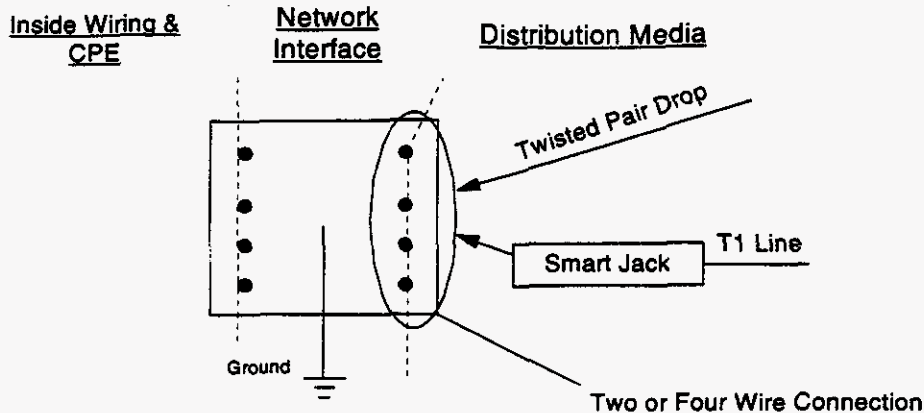 Inside Wiring &
CPE
Network
Interface
Distribution Media
Twisted Pair Drop
T1 Line
Smart Jack
Ground
Two or Four Wire Connection